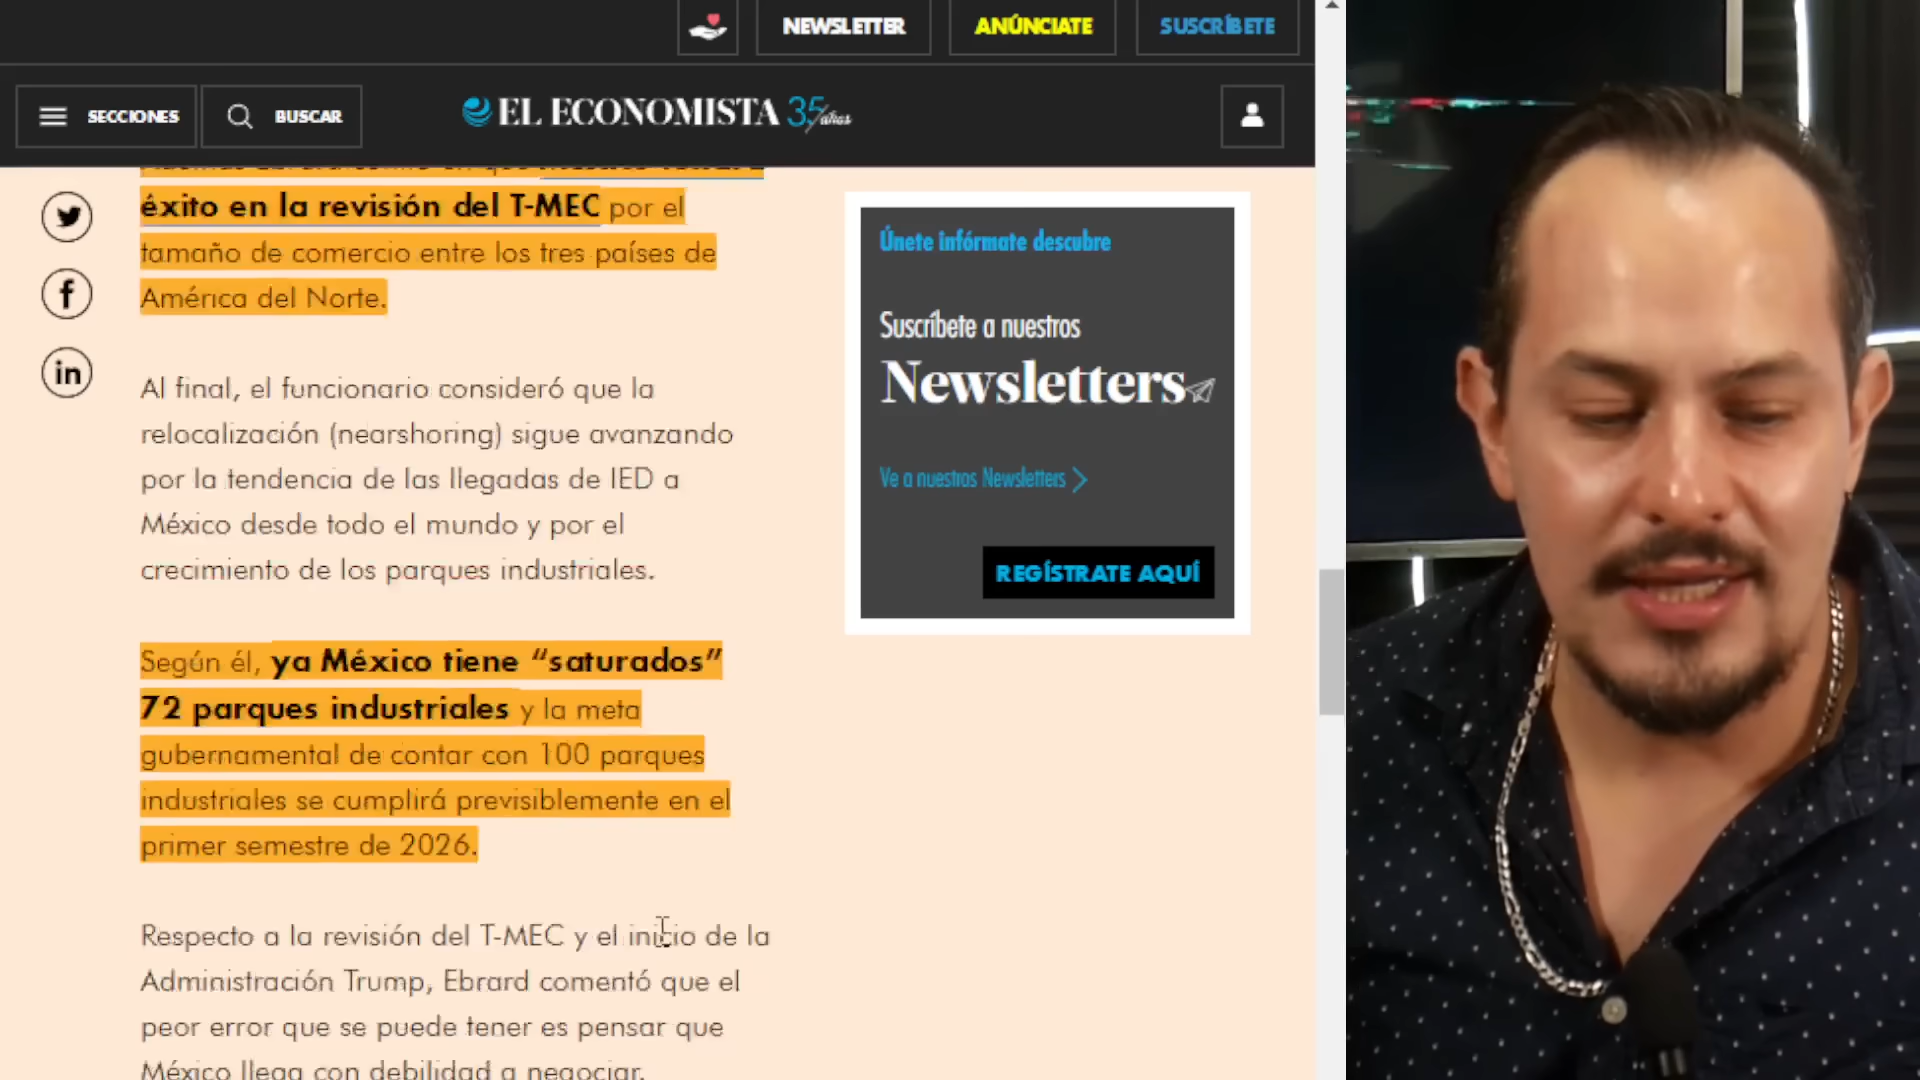 NEWSLETTER
ANÚNCIATE
SUSCRÍBETE
SECCIONES
BUSCAR
EL ECONOMISTA 35 años
éxito en la revisión del T-MEC por el
tamaño de comercio entre los tres países de
América del Norte.
Al final, el funcionario consideró que la
relocalización (nearshoring) sigue avanzando
por la tendencia de las llegadas de IED a
México desde todo el mundo y por el
crecimiento de los parques industriales.
Según él, ya México tiene “saturados”
72 parques industriales y la meta
gubernamental de contar con 100 parques
industriales se cumplirá previsiblemente en el
primer semestre de 2026.
Respecto a la revisión del T-MEC y el inicio de la
Administración Trump, Ebrard comentó que el
peor error que se puede tener es pensar que
México llega con debilidad a negociar.
Únete infórmate descubre
Suscríbete a nuestros
Newsletters
Ve a nuestros Newsletters
REGÍSTRATE AQUÍ